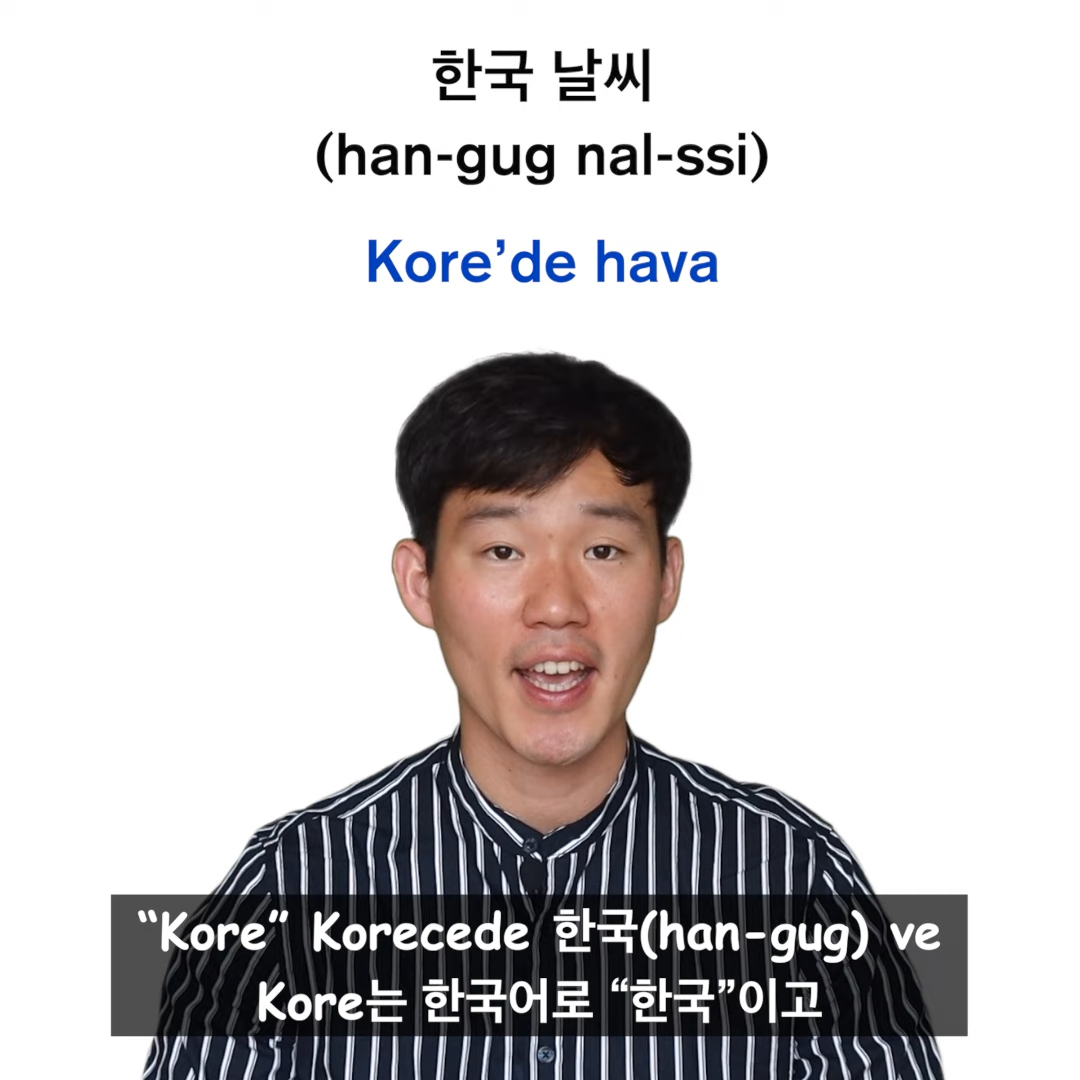 한국 날씨
(han-gug nal-ssi)
Kore’de hava
“Kore” Korecede 한국(han-gug) ve
Kore는 한국어로 “한국”이고